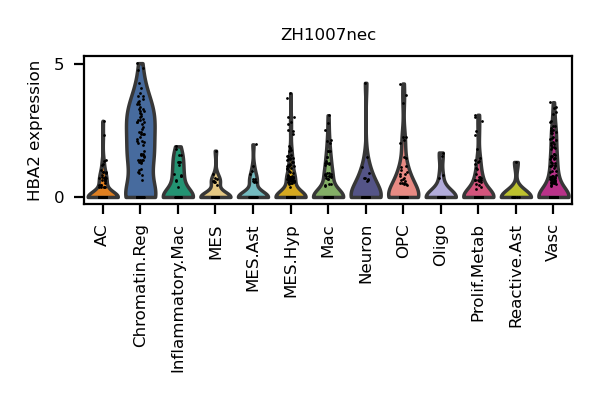 ZH1007nec
HBA2 expression
5
0
AC
Chromatin.Reg
Inflammatory.Mac
MES
MES.Ast
MES.Hyp
Mac
Neuron
OPC
Oligo
Prolif.Metab
Reactive.Ast
Vasc